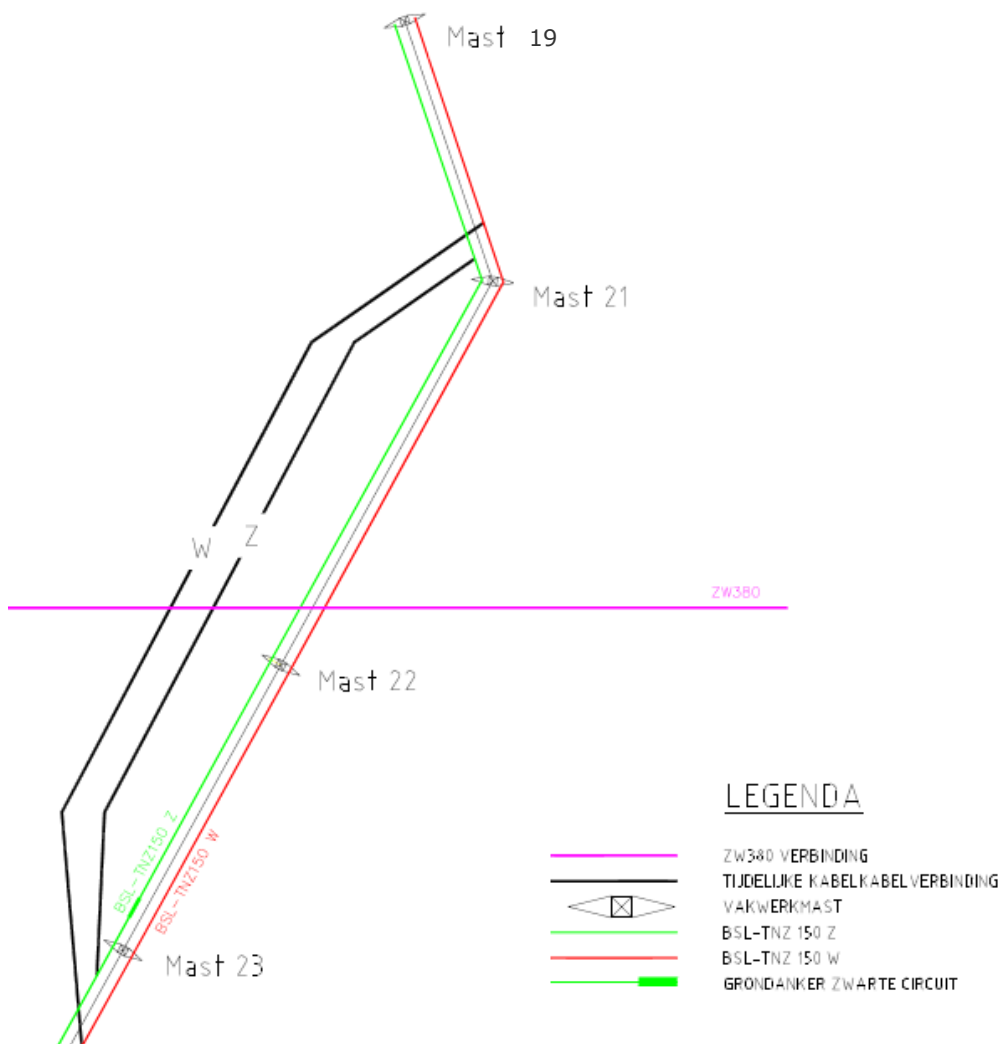 Mast 19
Mast 21
W
Z
ZW380
Mast 22
BSL-TNZ150 Z
BSL-TNZ150 W
Mast 23
LEGENDA
ZW380 VERBINDING
TIJDELIJKE KABELKABELVERBINDING
VAKWERKMAST
BSL-TNZ 150 Z
BSL-TNZ 150 W
GRONDANKER ZWARTE CIRCUIT